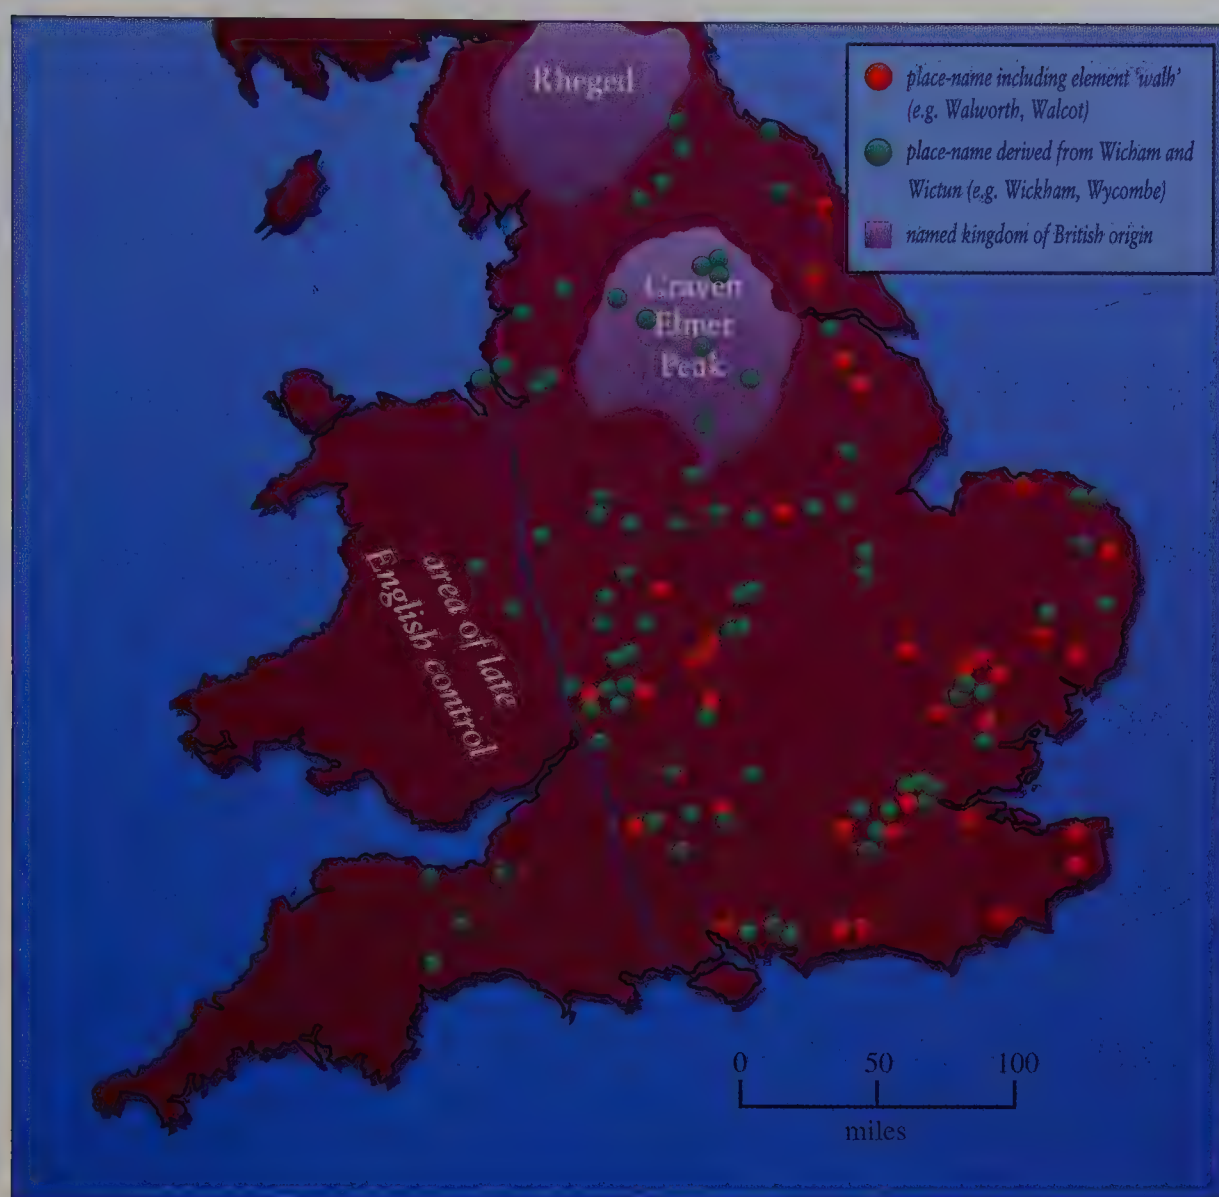 Rheged
place-name including element 'walh'
(e.g. Walworth, Walcot)
place-name derived from Wicham and
Wictun (e.g. Wickham, Wycombe)
named kingdom of British origin
Craven
Elmet
Peak
area of late
English control
0 50 100
miles